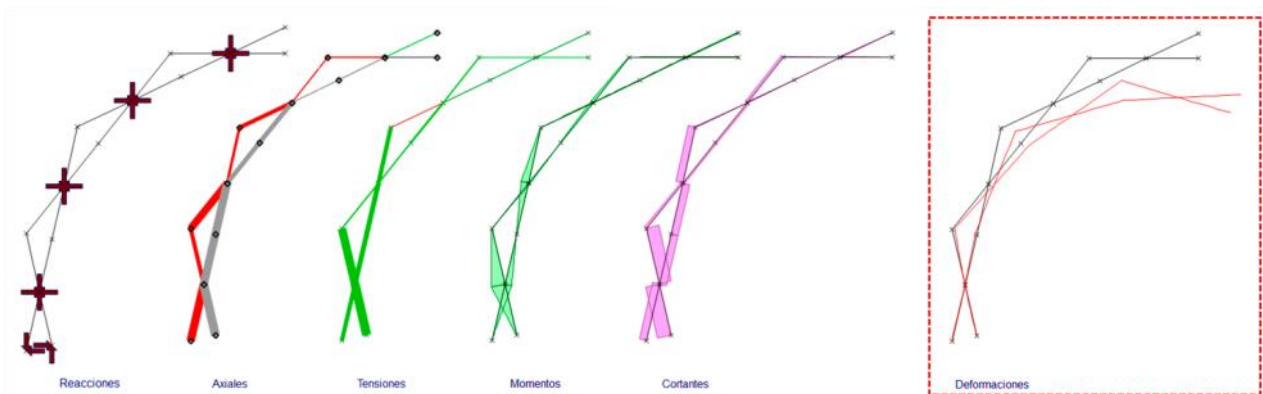 Reacciones
Axiales
Tensiones
Momentos
Cortantes
Deformaciones